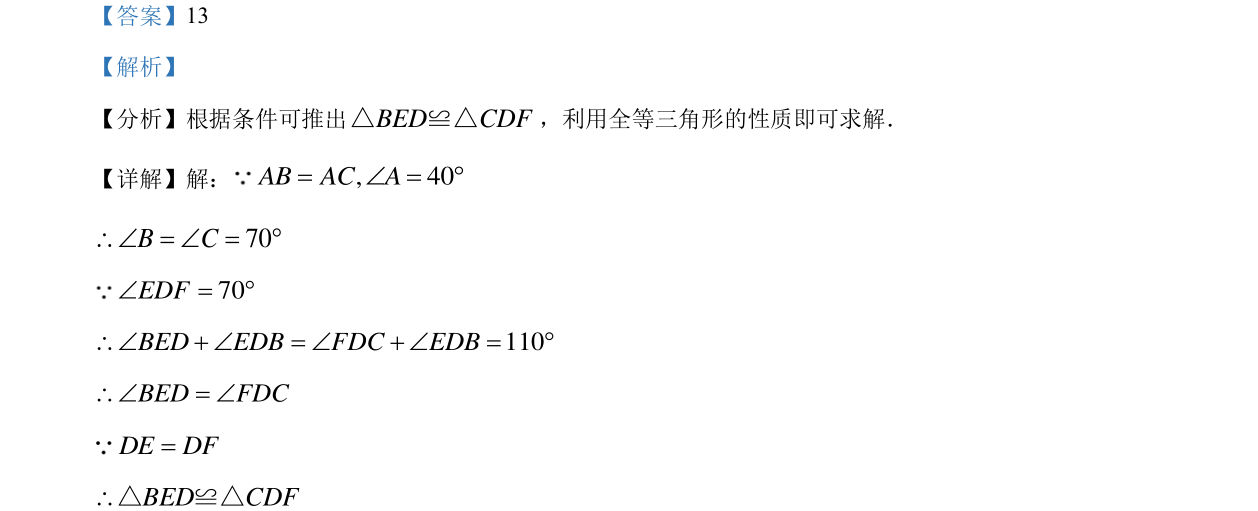 【答案】13
【解析】
【分析】根据条件可推出△BED≌△CDF，利用全等三角形的性质即可求解．
【详解】解：∵ AB = AC,∠A = 40°
∴∠B = ∠C = 70°
∵∠EDF = 70°
∴∠BED + ∠EDB = ∠FDC + ∠EDB = 110°
∴∠BED = ∠FDC
∵ DE = DF
∴△BED≌△CDF